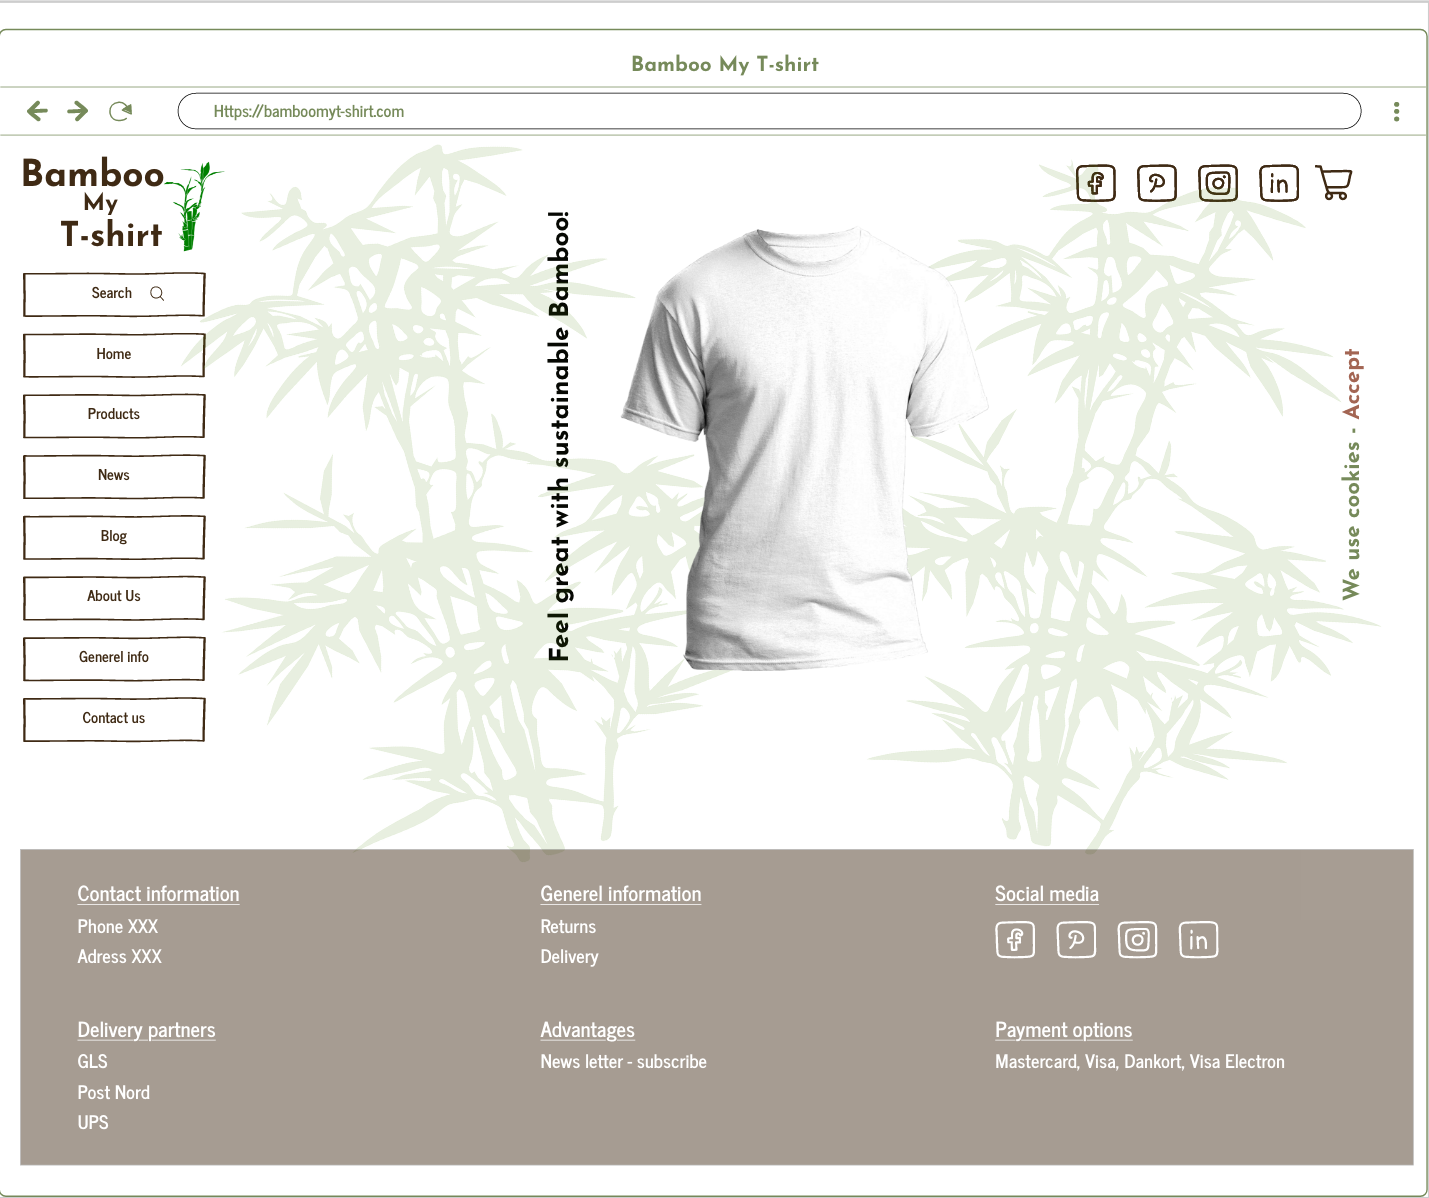 Bamboo My T-shirt
Https://bamboomyt-shirt.com
Bamboo
My
T-shirt
Search
Home
Products
News
Blog
About Us
Generel info
Contact us
Feel great with sustainable Bamboo!
We use cookies - Accept
Contact information
Phone XXX
Adress XXX
Generel information
Returns
Delivery
Social media
Delivery partners
GLS
Post Nord
UPS
Advantages
News letter - subscribe
Payment options
Mastercard, Visa, Dankort, Visa Electron